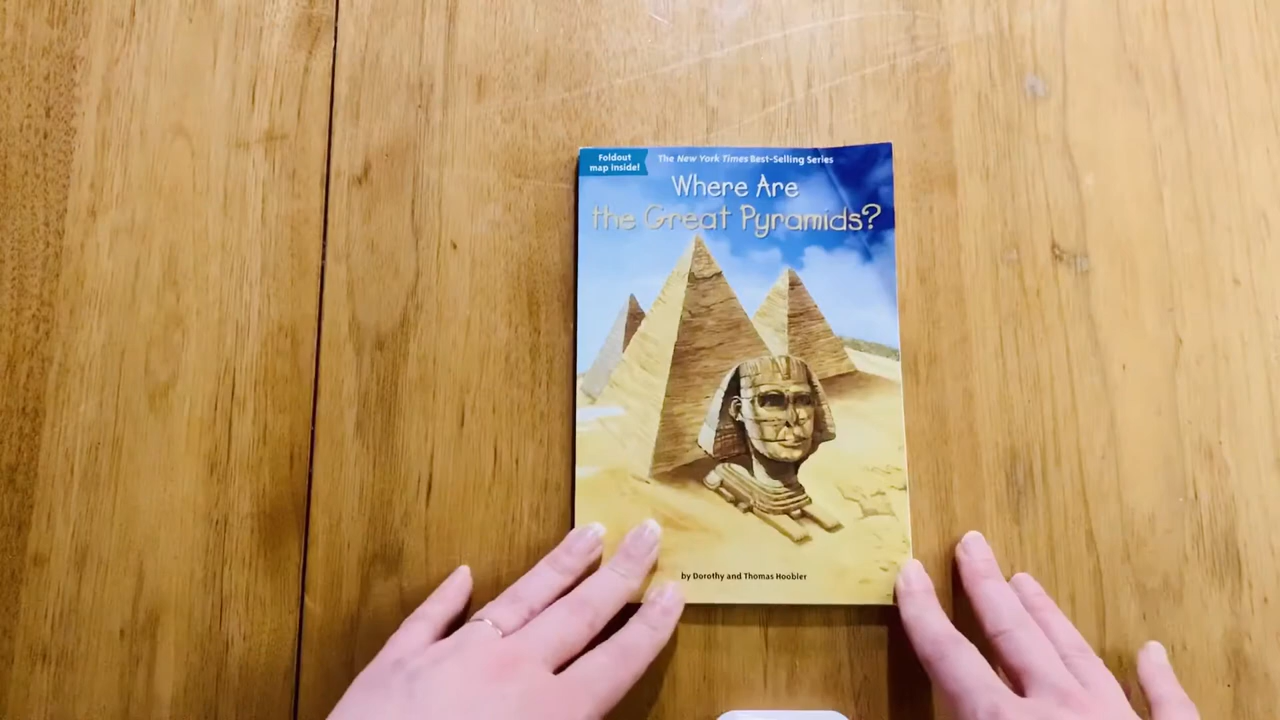 Foldout
map inside!
The New York Times Best-Selling Series
Where Are
the Great Pyramids?
by Dorothy and Thomas Hoobler